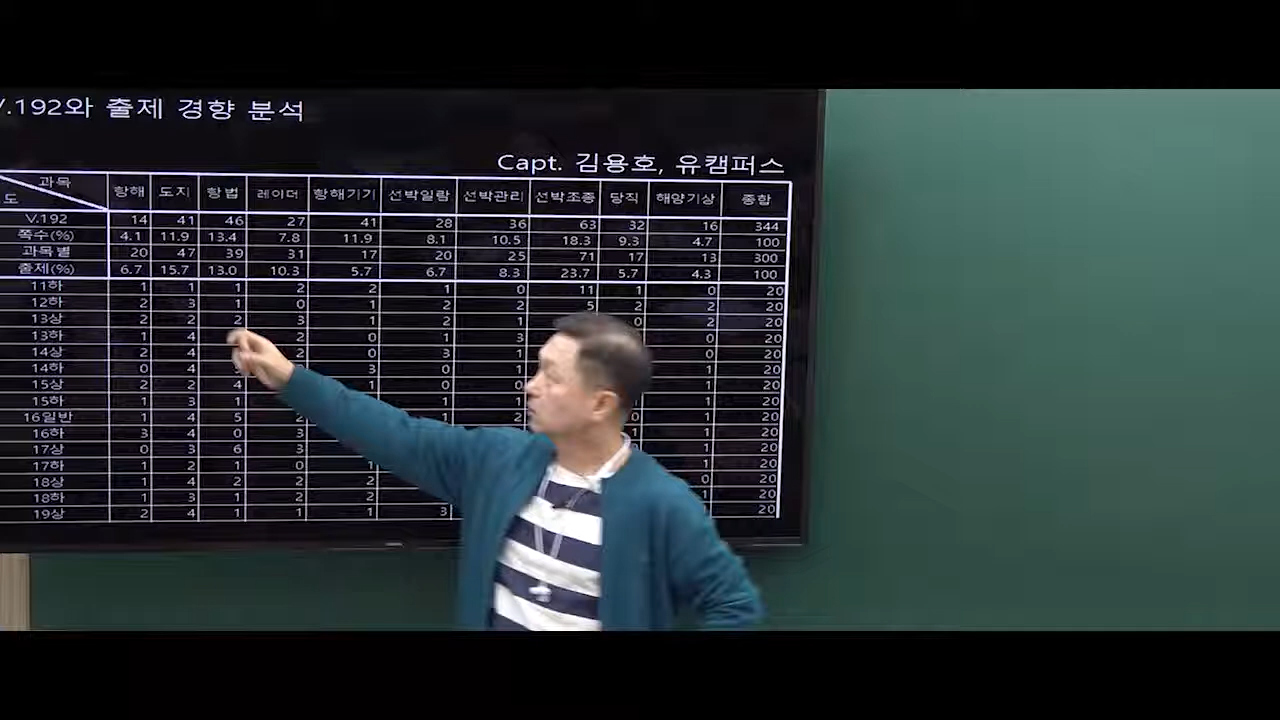 V.192와 출제 경향 분석
Capt. 김용호, 유캠퍼스
과목 항해 도지 항법 레이더 항해기기 선박일람 선박관리 선박조종 당직 해양기상 종합
도
V.192 14 41 46 27 41 28 36 63 32 16 344
쪽수(%) 4.1 11.9 13.4 7.8 11.9 8.1 10.5 18.3 9.3 4.7 100
과목별 20 47 39 31 17 20 25 71 17 13 300
출제(%) 6.7 15.7 13.0 10.3 5.7 6.7 8.3 23.7 5.7 4.3 100
11하 1 1 1 2 2 1 0 11 1 0 20
12하 2 3 1 0 1 2 2 5 2 2 20
13상 2 2 2 3 1 2 1 0 2 20
13하 1 4 2 0 1 3 0 20
14상 2 4 2 0 3 1 0 20
14하 0 4 2 3 0 1 1 20
15상 2 2 4 1 0 0 1 20
15하 1 3 1 1 20
16일반 1 4 5 2 1 2 0 1 20
16하 3 4 0 3 1 20
17상 0 3 6 3 1 20
17하 1 2 1 0 1 1 20
18상 1 4 2 2 2 0 20
18하 1 3 1 2 2 1 20
19상 2 4 1 1 1 3 1 20